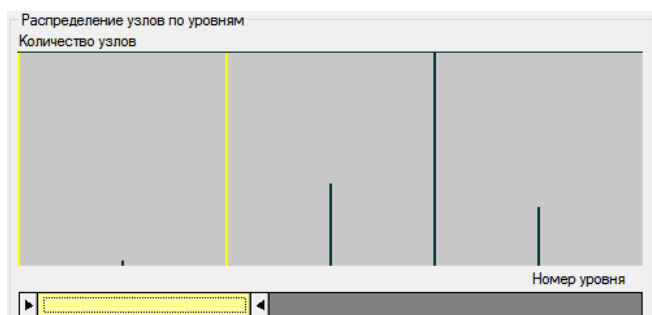 Распределение узлов по уровням
Количество узлов
Номер уровня